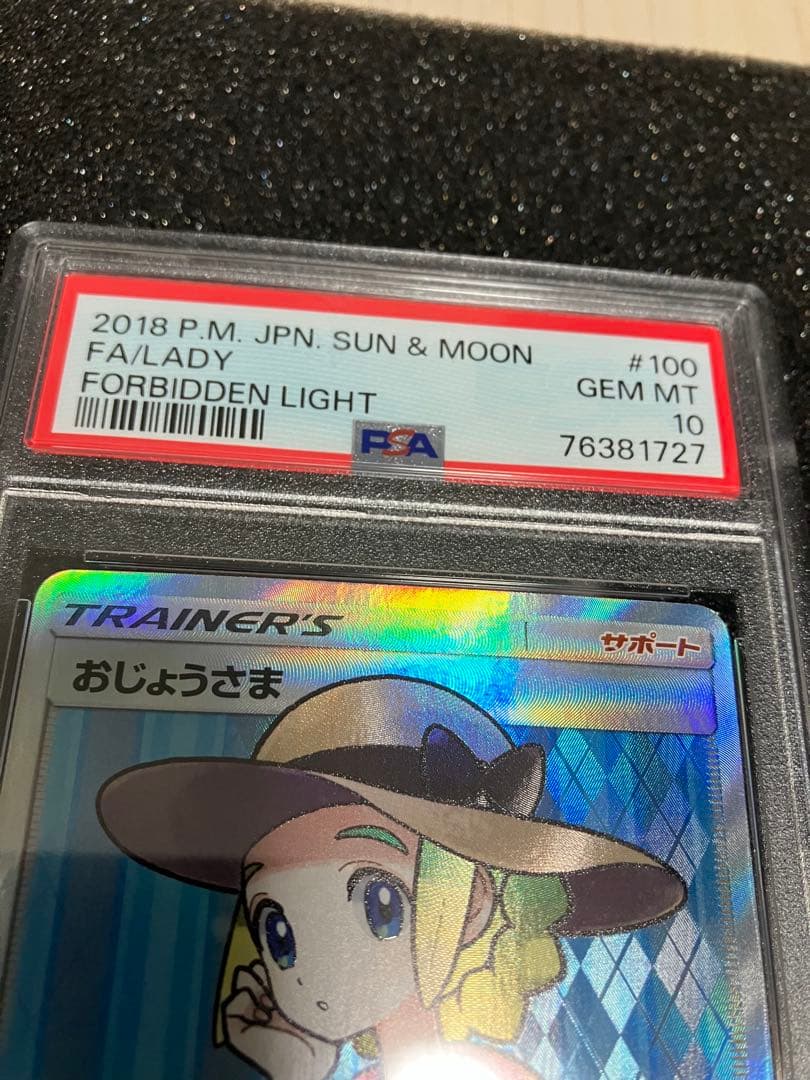 2018 P.M. JPN. SUN & MOON #100
FA/LADY GEM MT
FORBIDDEN LIGHT 10
PSA 76381727
TRAINER'S サポート
おじょうさま